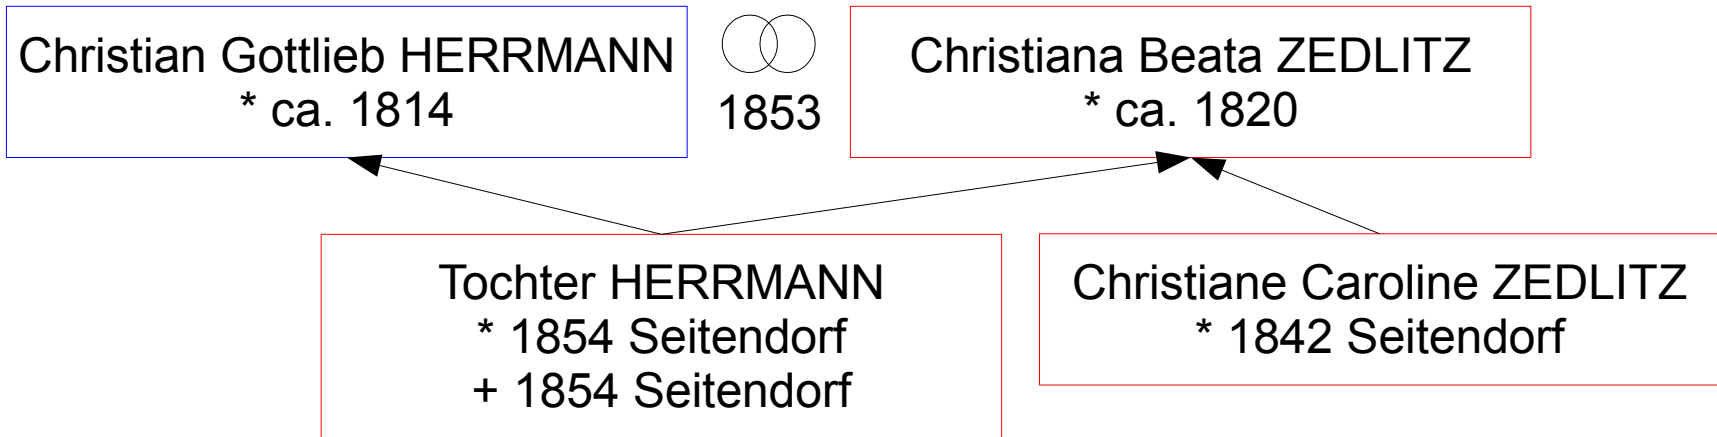 Christian Gottlieb HERRMANN
* ca. 1814
1853
Christiana Beata ZEDLITZ
* ca. 1820
Tochter HERRMANN
* 1854 Seitendorf
+ 1854 Seitendorf
Christiane Caroline ZEDLITZ
* 1842 Seitendorf